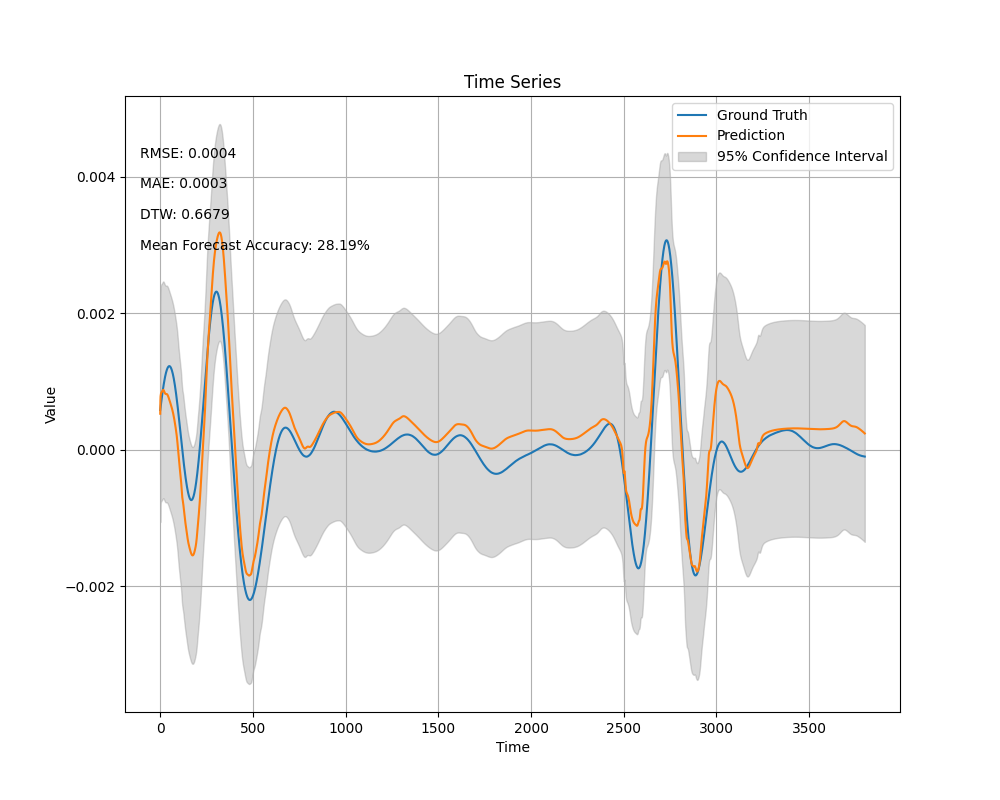 Time Series
Ground Truth
Prediction
95% Confidence Interval
RMSE: 0.0004
MAE: 0.0003
DTW: 0.6679
Mean Forecast Accuracy: 28.19%
0.004
0.002
0.000
−0.002
Value
0 500 1000 1500 2000 2500 3000 3500
Time